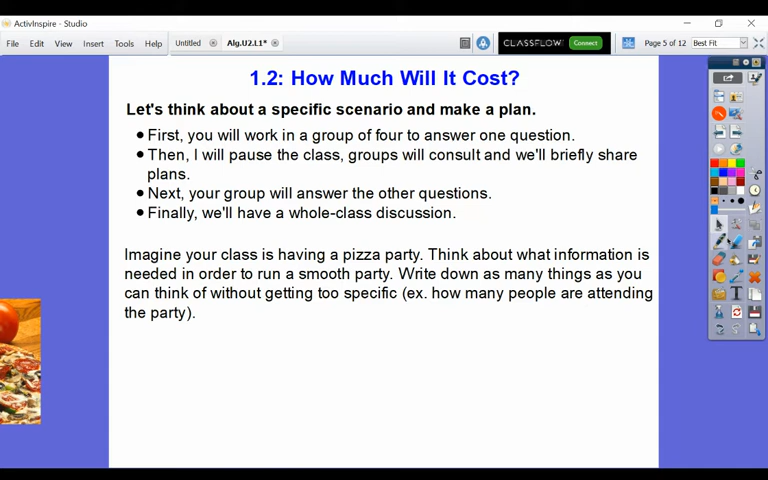 ActivInspire - Studio
File Edit View Insert Tools Help Untitled Alg.U2.L1* CLASSFLOW Connect Page 5 of 12 Best Fit
1.2: How Much Will It Cost?
Let's think about a specific scenario and make a plan.
● First, you will work in a group of four to answer one question.
● Then, I will pause the class, groups will consult and we'll briefly share
plans.
● Next, your group will answer the other questions.
● Finally, we'll have a whole-class discussion.
Imagine your class is having a pizza party. Think about what information is
needed in order to run a smooth party. Write down as many things as you
can think of without getting too specific (ex. how many people are attending
the party).